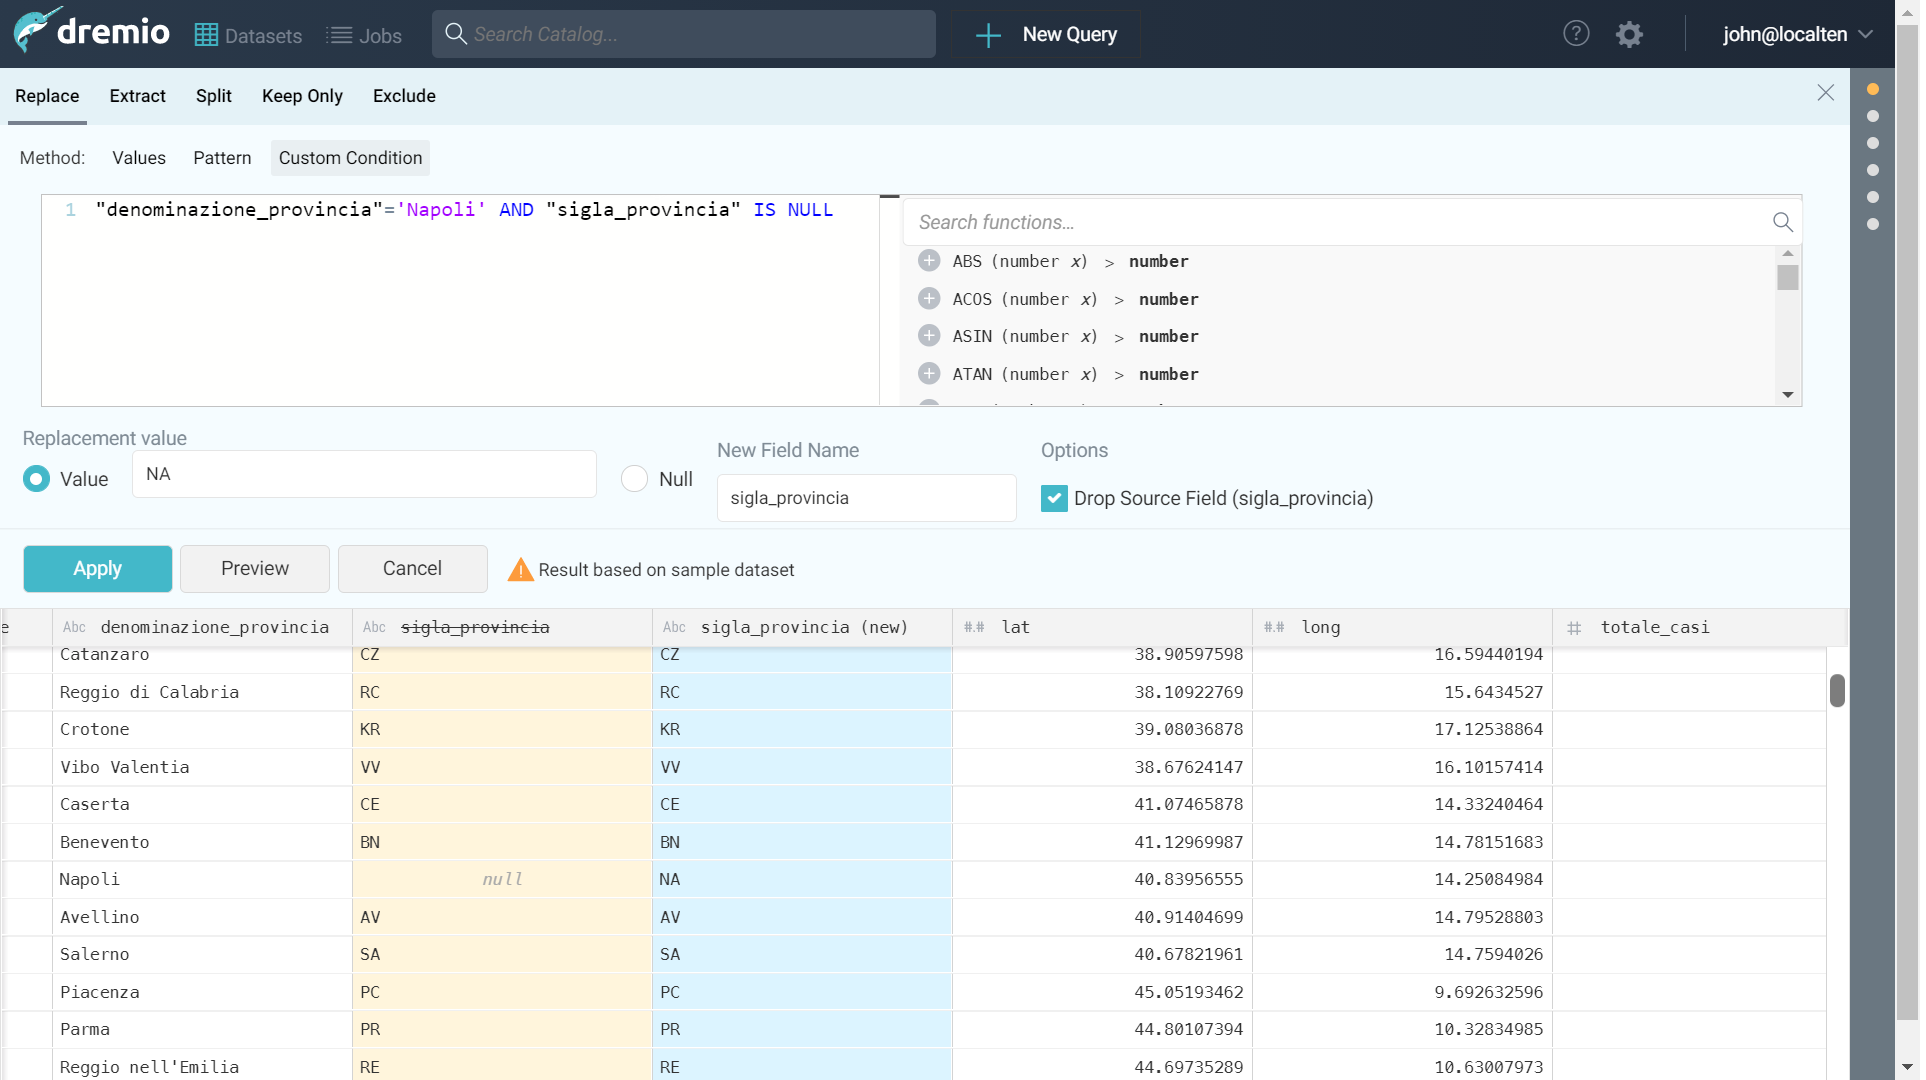 dremio Datasets Jobs Search Catalog... New Query ? john@localten
Replace Extract Split Keep Only Exclude
Method: Values Pattern Custom Condition
1 "denominazione_provincia"='Napoli' AND "sigla_provincia" IS NULL
Search functions...
ABS (number x) > number
ACOS (number x) > number
ASIN (number x) > number
ATAN (number x) > number
Replacement value
Value NA Null
New Field Name
sigla_provincia
Options
Drop Source Field (sigla_provincia)
Apply Preview Cancel Result based on sample dataset
e Abc denominazione_provincia Abc sigla_provincia Abc sigla_provincia (new) #.# lat #.# long # totale_casi
Catanzaro CZ CZ 38.90597598 16.59440194
Reggio di Calabria RC RC 38.10922769 15.6434527
Crotone KR KR 39.08036878 17.12538864
Vibo Valentia VV VV 38.67624147 16.10157414
Caserta CE CE 41.07465878 14.33240464
Benevento BN BN 41.12969987 14.78151683
Napoli null NA 40.83956555 14.25084984
Avellino AV AV 40.91404699 14.79528803
Salerno SA SA 40.67821961 14.7594026
Piacenza PC PC 45.05193462 9.692632596
Parma PR PR 44.80107394 10.32834985
Reggio nell'Emilia RE RE 44.69735289 10.63007973